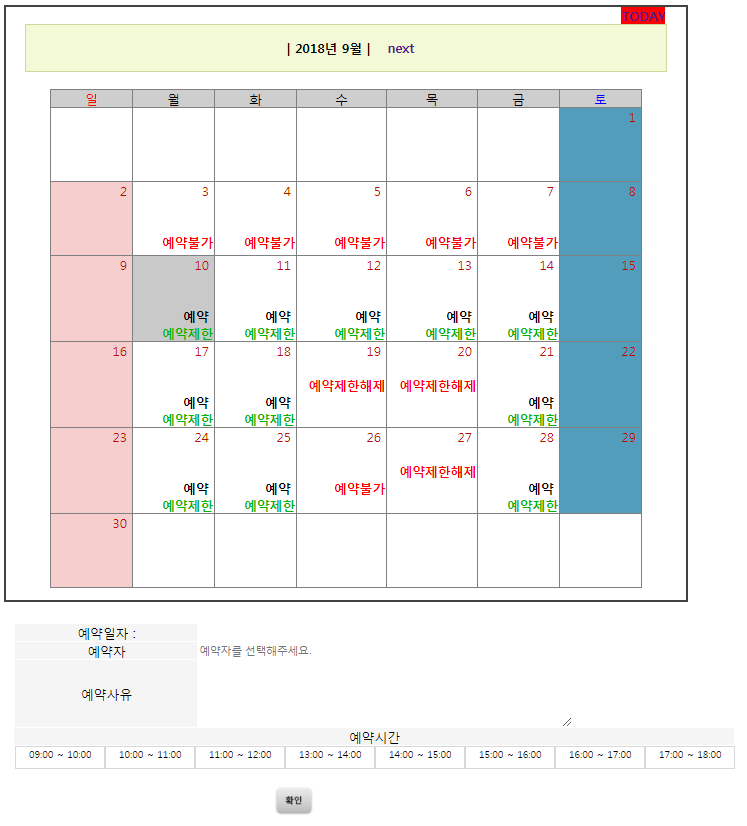 TODAY
| 2018년 9월 | next
일 월 화 수 목 금 토
1
2 3 4 5 6 7 8
예약불가 예약불가 예약불가 예약불가 예약불가
9 10 11 12 13 14 15
예약 예약 예약 예약 예약
예약제한 예약제한 예약제한 예약제한 예약제한
16 17 18 19 20 21 22
예약제한해제 예약제한해제
예약 예약 예약
예약제한 예약제한 예약제한
23 24 25 26 27 28 29
예약제한해제
예약 예약 예약불가 예약
예약제한 예약제한 예약제한
30
예약일자 :
예약자 예약자를 선택해주세요.
예약사유
예약시간
09:00 ~ 10:00 10:00 ~ 11:00 11:00 ~ 12:00 13:00 ~ 14:00 14:00 ~ 15:00 15:00 ~ 16:00 16:00 ~ 17:00 17:00 ~ 18:00
확인